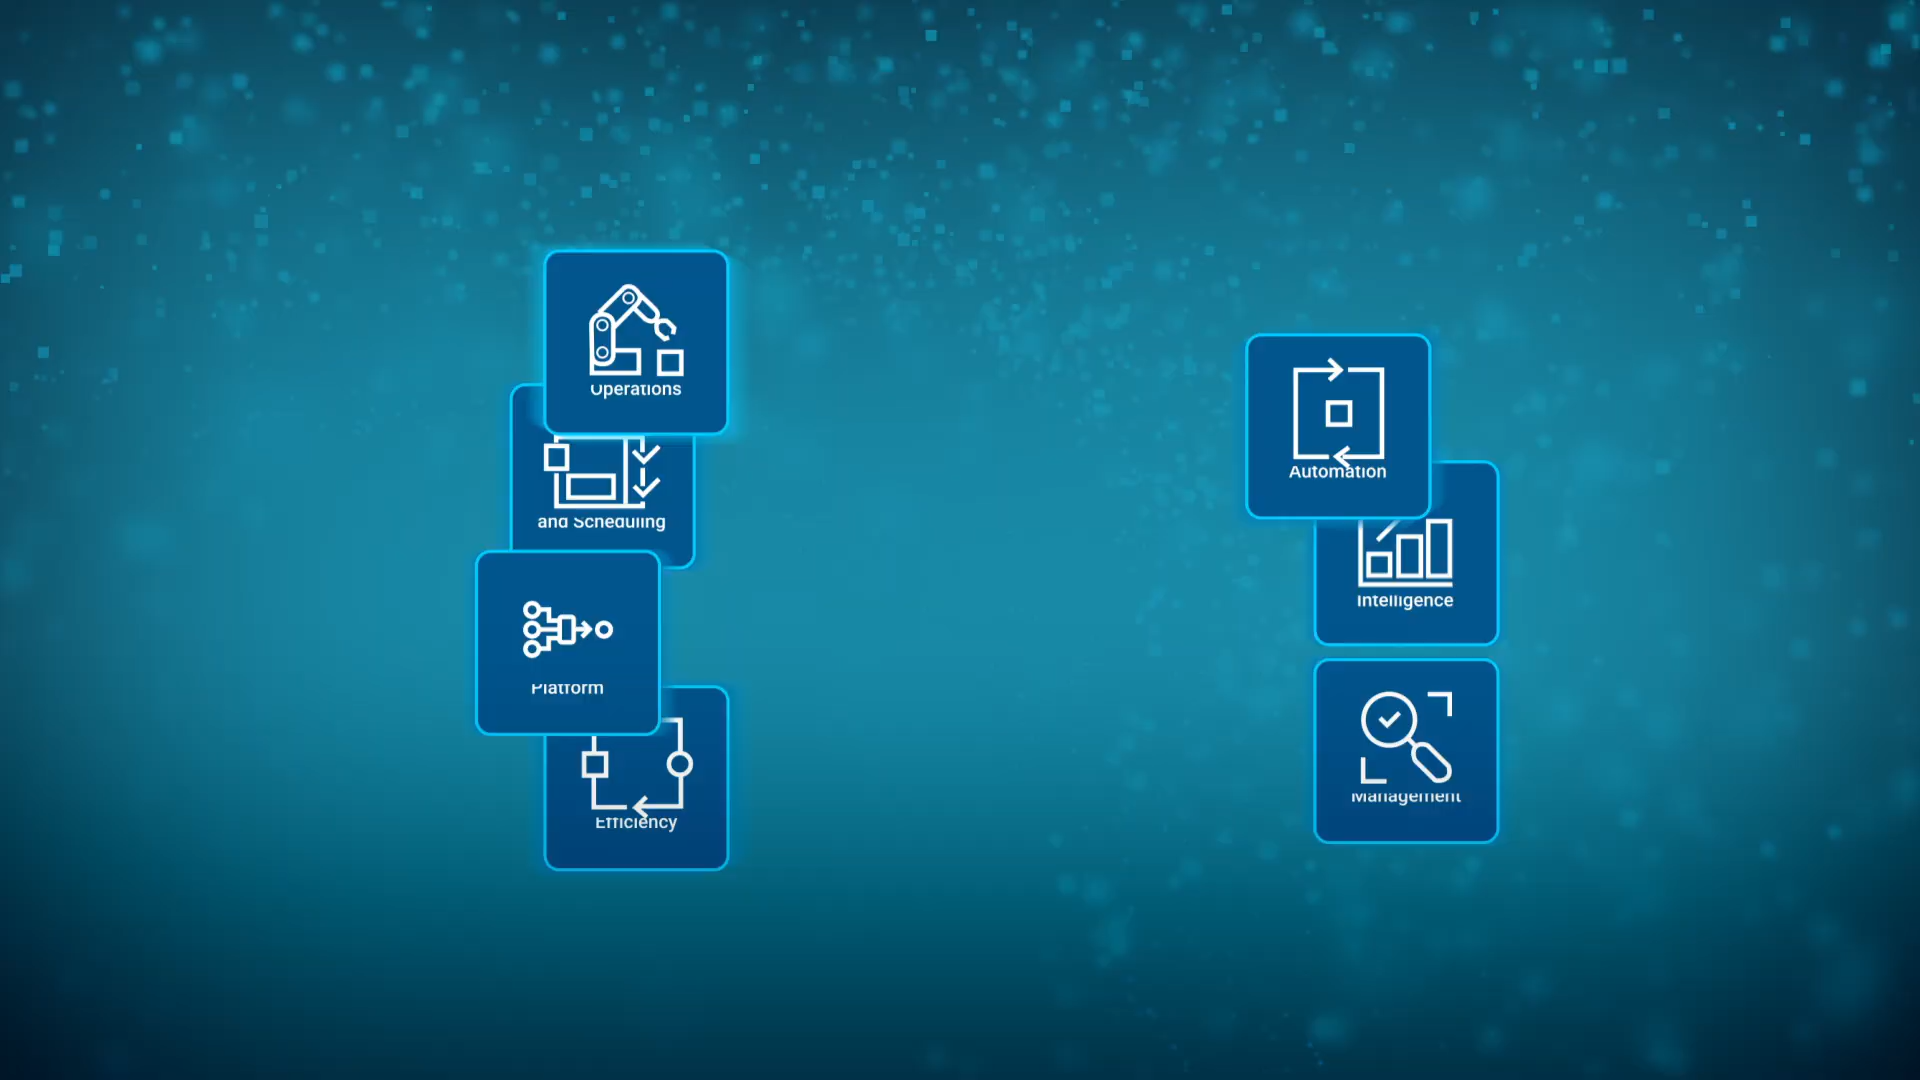 Operations
and Scheduling
Platform
Efficiency
Automation
Intelligence
Management